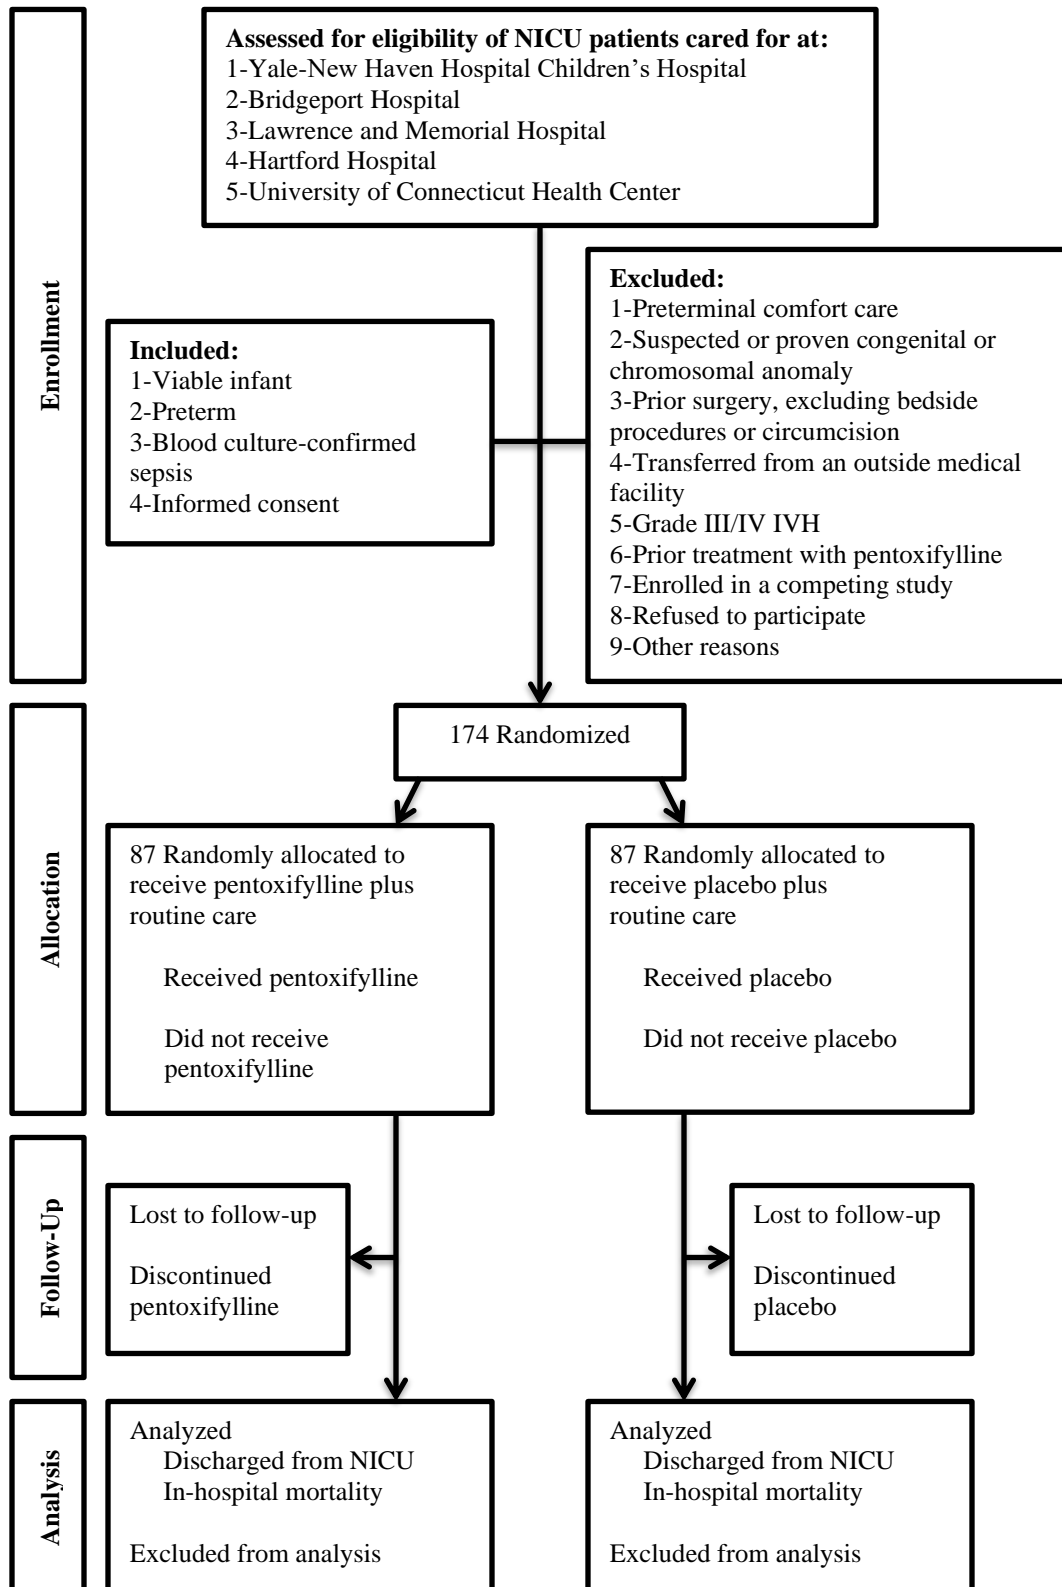 Assessed for eligibility of NICU patients cared for at:
1-Yale-New Haven Hospital Children’s Hospital
2-Bridgeport Hospital
3-Lawrence and Memorial Hospital
4-Hartford Hospital
5-University of Connecticut Health Center
Enrollment
Included:
1-Viable infant
2-Preterm
3-Blood culture-confirmed
sepsis
4-Informed consent
Excluded:
1-Preterminal comfort care
2-Suspected or proven congenital or
chromosomal anomaly
3-Prior surgery, excluding bedside
procedures or circumcision
4-Transferred from an outside medical
facility
5-Grade III/IV IVH
6-Prior treatment with pentoxifylline
7-Enrolled in a competing study
8-Refused to participate
9-Other reasons
174 Randomized
Allocation
87 Randomly allocated to
receive pentoxifylline plus
routine care
Received pentoxifylline
Did not receive
pentoxifylline
87 Randomly allocated to
receive placebo plus
routine care
Received placebo
Did not receive placebo
Follow-Up
Lost to follow-up
Discontinued
pentoxifylline
Lost to follow-up
Discontinued
placebo
Analysis
Analyzed
Discharged from NICU
In-hospital mortality
Excluded from analysis
Analyzed
Discharged from NICU
In-hospital mortality
Excluded from analysis